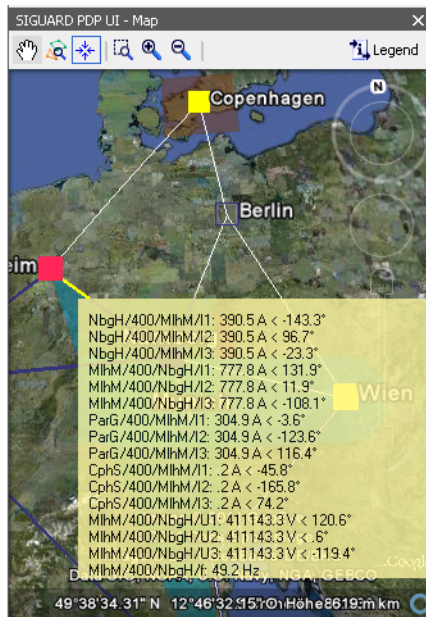 SIGUARD PDP UI - Map
Legend
N
Copenhagen
Berlin
eim
NbgH/400/MlhM/I1: 390.5 A < -143.3°
NbgH/400/MlhM/I2: 390.5 A < 96.7°
NbgH/400/MlhM/I3: 390.5 A < -23.3°
MlhM/400/NbgH/I1: 777.8 A < 131.9°
MlhM/400/NbgH/I2: 777.8 A < 11.9°
MlhM/400/NbgH/I3: 777.8 A < -108.1°
Wien
ParG/400/MlhM/I1: 304.9 A < -3.6°
ParG/400/MlhM/I2: 304.9 A < -123.6°
ParG/400/MlhM/I3: 304.9 A < 116.4°
CphS/400/MlhM/I1: .2 A < -45.8°
CphS/400/MlhM/I2: .2 A < -165.8°
CphS/400/MlhM/I3: .2 A < 74.2°
MlhM/400/NbgH/U1: 411143.3 V < 120.6°
MlhM/400/NbgH/U2: 411143.3 V < .6°
MlhM/400/NbgH/U3: 411143.3 V < -119.4°
MlhM/400/NbgH/f: 49.2 Hz
Google
NGA, GEBCO
49°38'34.31" N 12°46'32.15" O Höhe 86193 m km